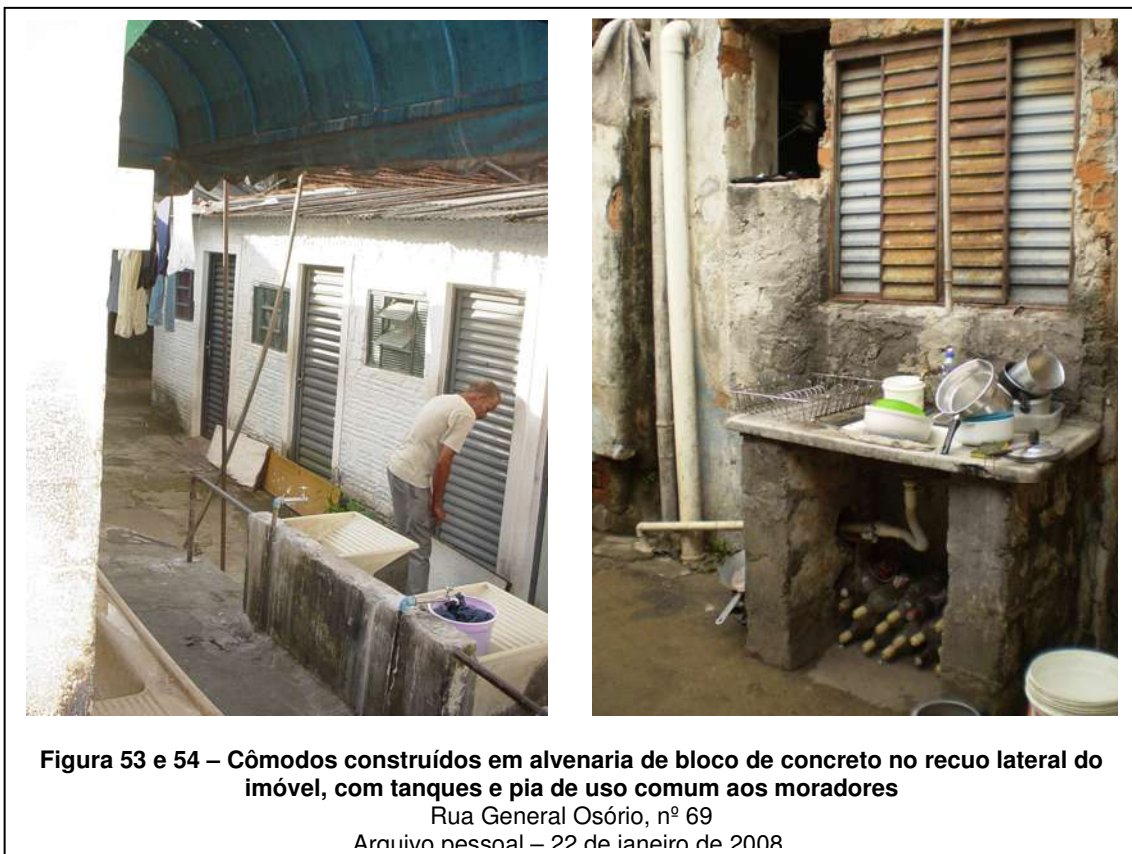 Figura 53 e 54 – Cômodos construídos em alvenaria de bloco de concreto no recuo lateral do
imóvel, com tanques e pia de uso comum aos moradores
Rua General Osório, nº 69
Arquivo pessoal – 22 de janeiro de 2008